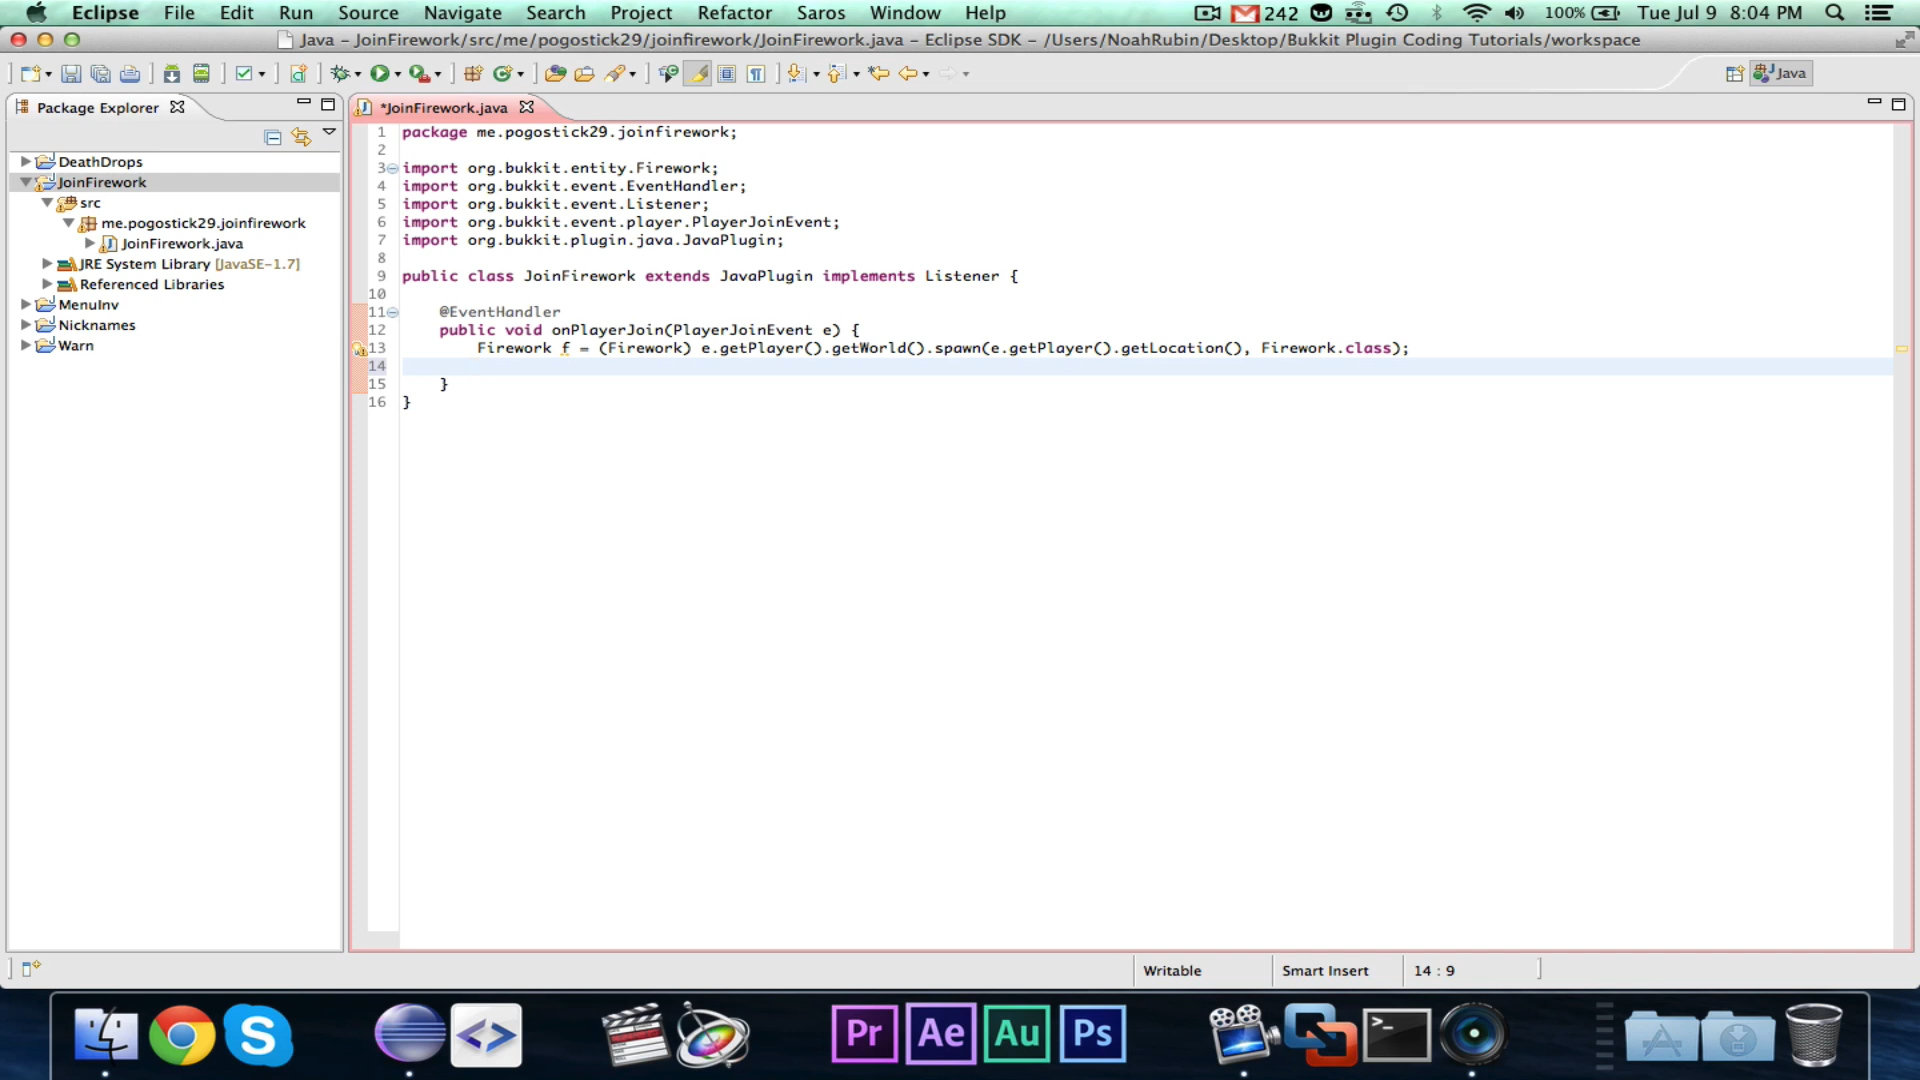 Eclipse File Edit Run Source Navigate Search Project Refactor Saros Window Help 242 100% Tue Jul 9 8:04 PM
Java – JoinFirework/src/me/pogostick29/joinfirework/JoinFirework.java – Eclipse SDK – /Users/NoahRubin/Desktop/Bukkit Plugin Coding Tutorials/workspace
Java
Package Explorer
*JoinFirework.java
DeathDrops
JoinFirework
src
me.pogostick29.joinfirework
JoinFirework.java
JRE System Library [JavaSE-1.7]
Referenced Libraries
MenuInv
Nicknames
Warn
1 package me.pogostick29.joinfirework;
2
3 import org.bukkit.entity.Firework;
4 import org.bukkit.event.EventHandler;
5 import org.bukkit.event.Listener;
6 import org.bukkit.event.player.PlayerJoinEvent;
7 import org.bukkit.plugin.java.JavaPlugin;
8
9 public class JoinFirework extends JavaPlugin implements Listener {
10
11 @EventHandler
12 public void onPlayerJoin(PlayerJoinEvent e) {
13 Firework f = (Firework) e.getPlayer().getWorld().spawn(e.getPlayer().getLocation(), Firework.class);
14
15 }
16 }
Writable Smart Insert 14 : 9
Pr Ae Au Ps